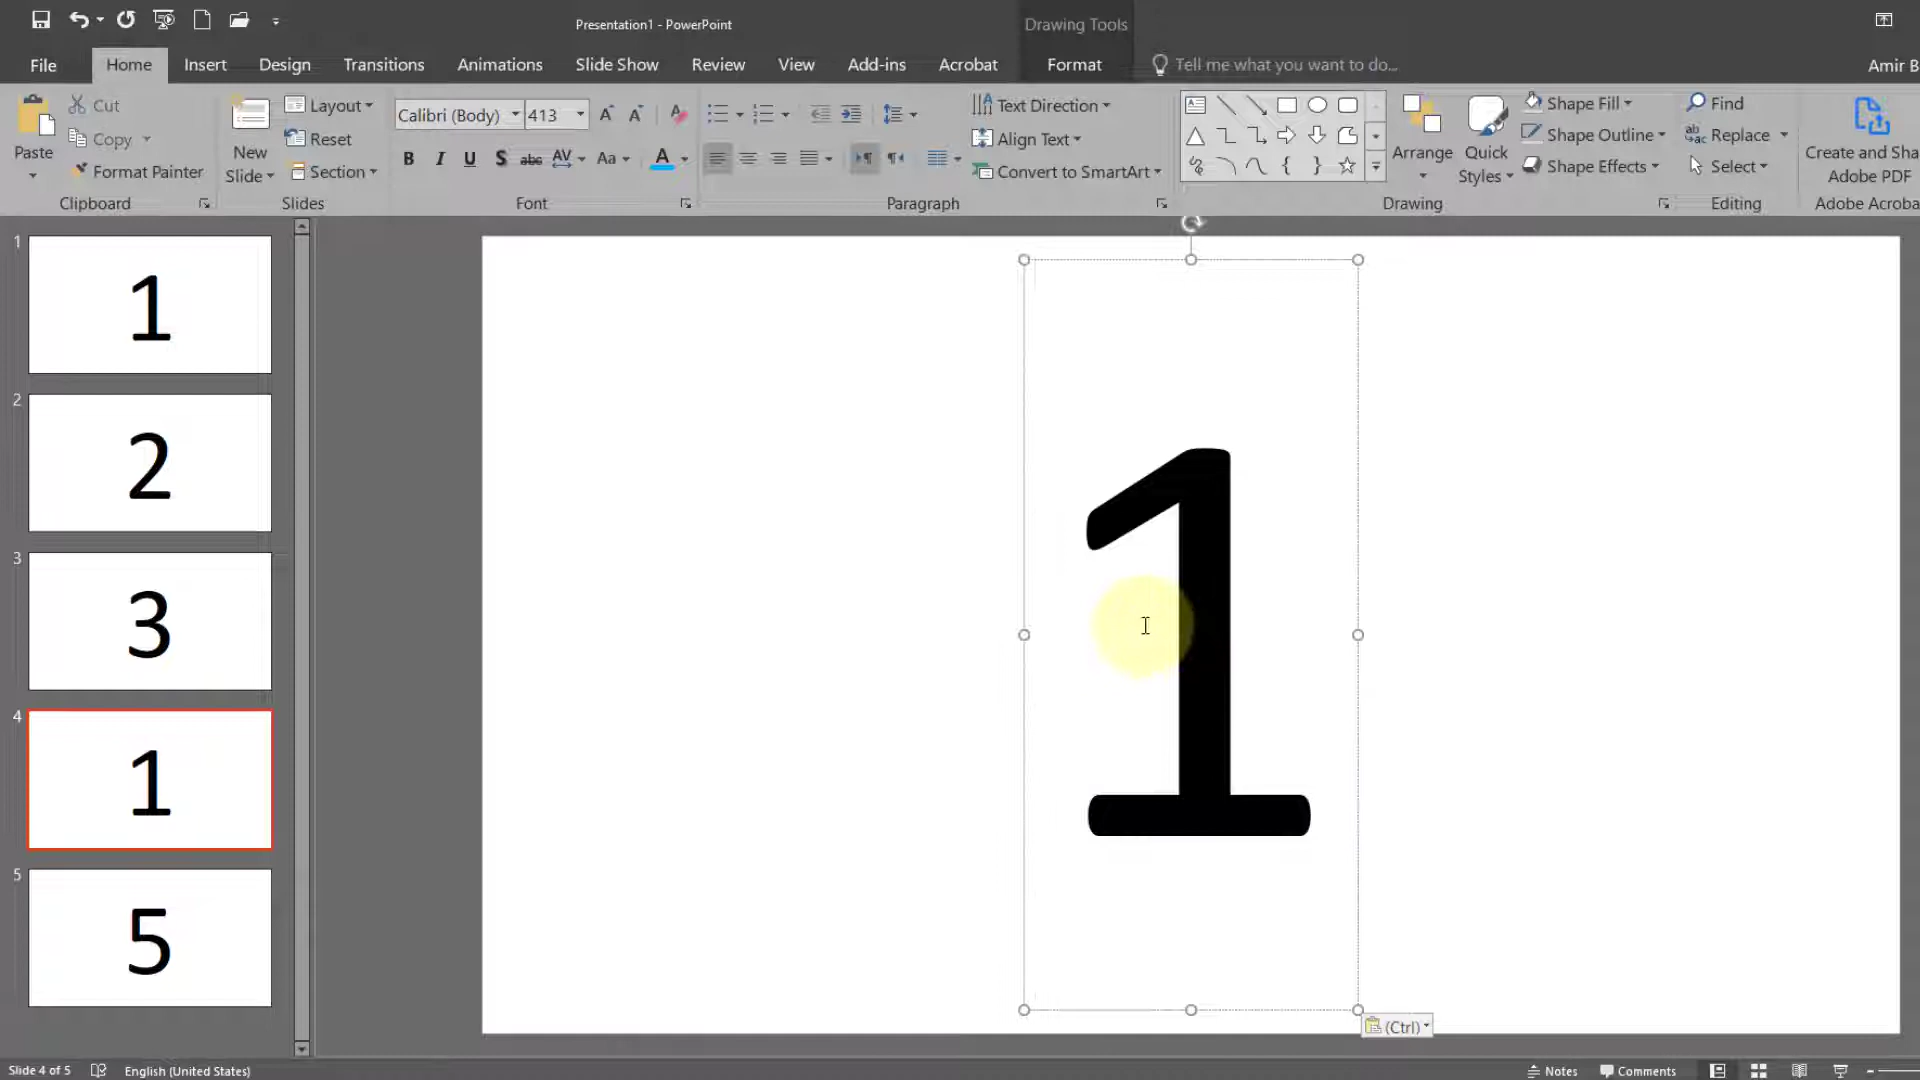 Presentation1 - PowerPoint
Drawing Tools
File Home Insert Design Transitions Animations Slide Show Review View Add-ins Acrobat Format Tell me what you want to do... Amir B
Paste
Cut
Copy
Format Painter
Clipboard
New
Slide
Layout
Reset
Section
Slides
Calibri (Body) 413
B I U S abc AV Aa A
Font
Text Direction
Align Text
Convert to SmartArt
Paragraph
Arrange
Quick
Styles
Shape Fill
Shape Outline
Shape Effects
Drawing
Find
Replace
Select
Editing
Create and Sha
Adobe PDF
Adobe Acroba
1
1
2
2
3
3
4
1
5
5
1
(Ctrl)
Slide 4 of 5 English (United States) Notes Comments